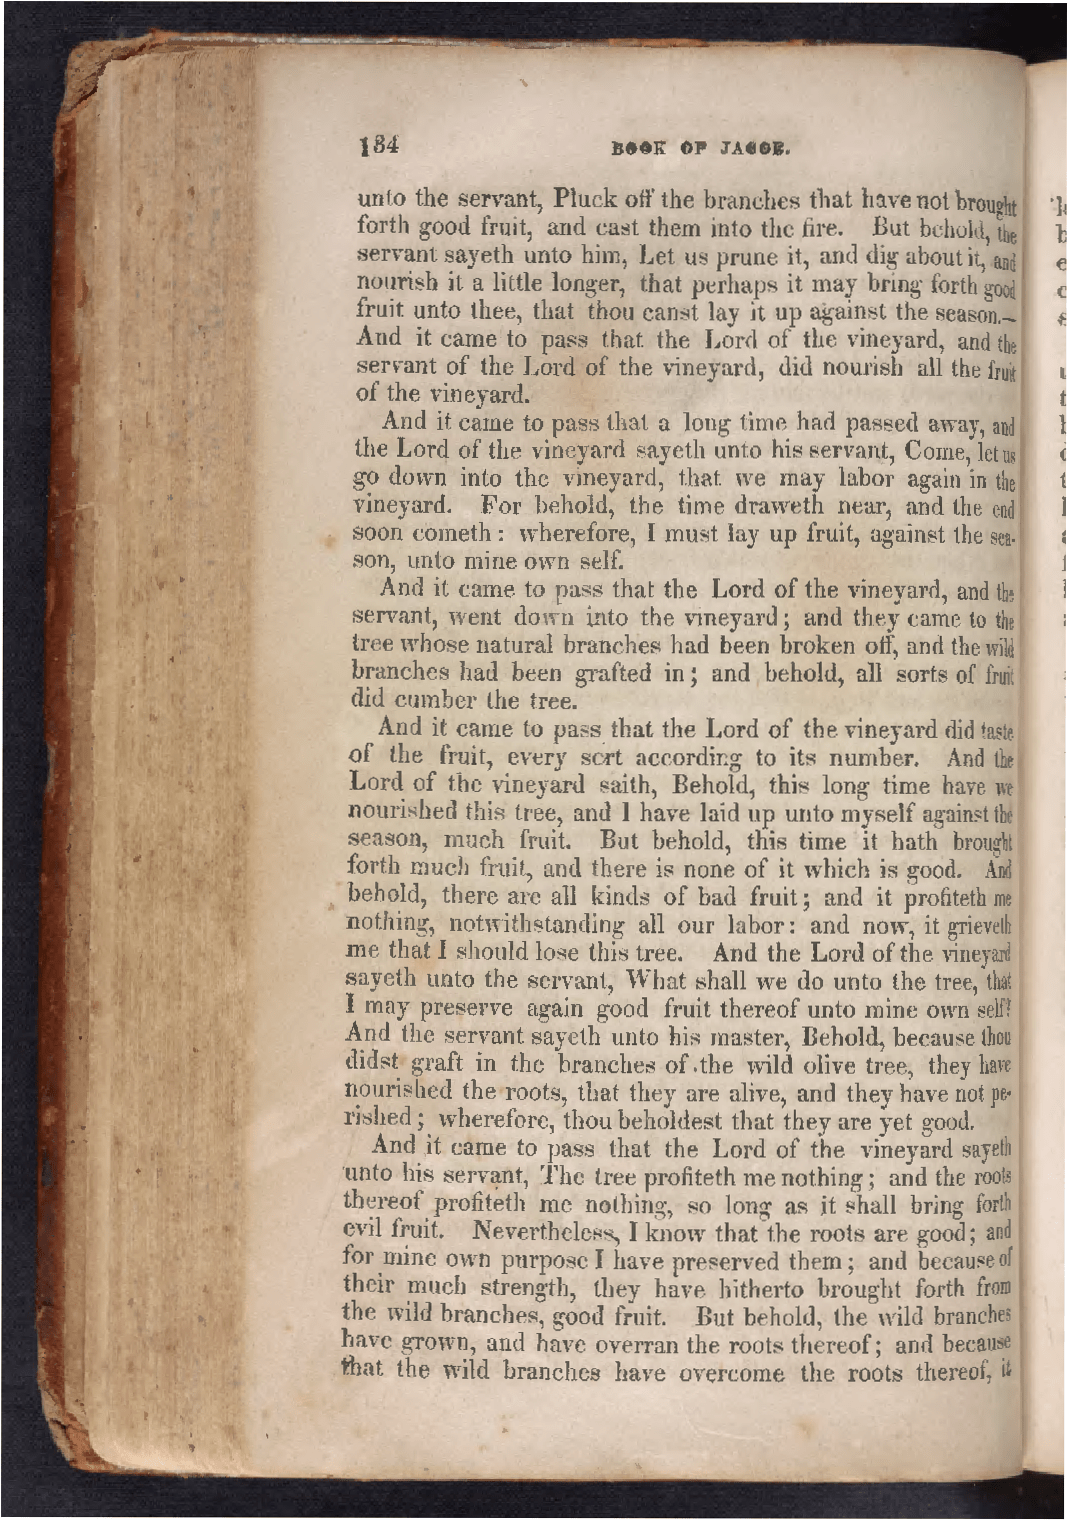 134 BOOK OF JACOB.
unto the servant, Pluck off the branches that have not brought
forth good fruit, and cast them into the fire. But behold, the
servant sayeth unto him, Let us prune it, and dig about it, and
nourish it a little longer, that perhaps it may bring forth good
fruit unto thee, that thou canst lay it up against the season.—
And it came to pass that the Lord of the vineyard, and the
servant of the Lord of the vineyard, did nourish all the fruit
of the vineyard.
And it came to pass that a long time had passed away, and
the Lord of the vineyard sayeth unto his servant, Come, let us
go down into the vineyard, that we may labor again in the
vineyard. For behold, the time draweth near, and the end
soon cometh: wherefore, I must lay up fruit, against the sea-
son, unto mine own self.
And it came to pass that the Lord of the vineyard, and the
servant, went down into the vineyard; and they came to the
tree whose natural branches had been broken off, and the wild
branches had been grafted in; and behold, all sorts of fruit
did cumber the tree.
And it came to pass that the Lord of the vineyard did taste
of the fruit, every sort according to its number. And the
Lord of the vineyard saith, Behold, this long time have we
nourished this tree, and I have laid up unto myself against the
season, much fruit. But behold, this time it hath brought
forth much fruit, and there is none of it which is good. And
behold, there are all kinds of bad fruit; and it profiteth me
nothing, notwithstanding all our labor: and now, it grieveth
me that I should lose this tree. And the Lord of the vineyard
sayeth unto the servant, What shall we do unto the tree, that
I may preserve again good fruit thereof unto mine own self?
And the servant sayeth unto his master, Behold, because thou
didst graft in the branches of the wild olive tree, they have
nourished the roots, that they are alive, and they have not pe-
rished; wherefore, thou beholdest that they are yet good.
And it came to pass that the Lord of the vineyard sayeth
unto his servant, The tree profiteth me nothing; and the roots
thereof profiteth me nothing, so long as it shall bring forth
evil fruit. Nevertheless, I know that the roots are good; and
for mine own purpose I have preserved them; and because of
their much strength, they have hitherto brought forth from
the wild branches, good fruit. But behold, the wild branches
have grown, and have overran the roots thereof; and because
that the wild branches have overcome the roots thereof, it